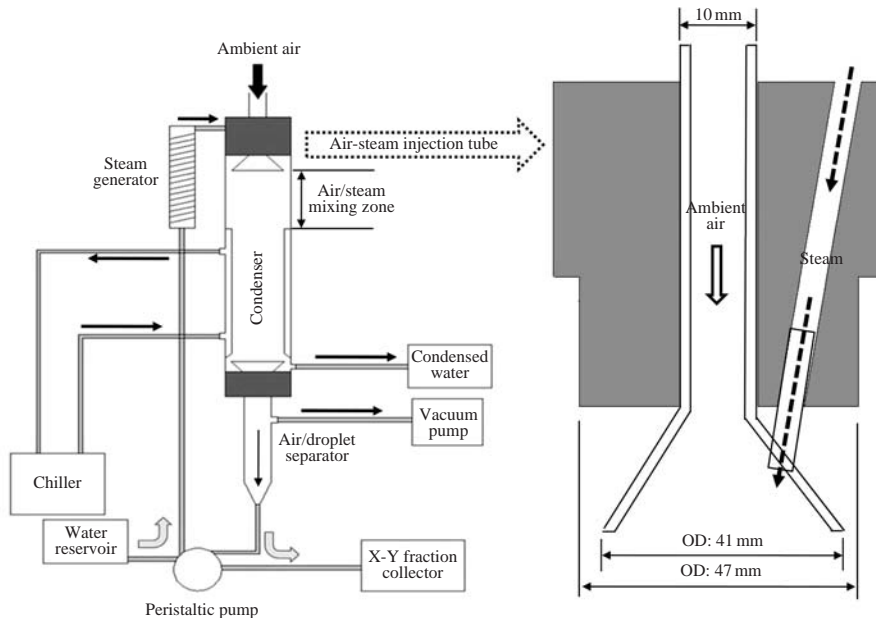 Ambient air
10 mm
Steam
generator
Air-steam injection tube
Air/steam
mixing zone
Ambient
air
Steam
Condenser
Condensed
water
Vacuum
pump
Air/droplet
separator
Chiller
Water
reservoir
X-Y fraction
collector
Peristaltic pump
OD: 41 mm
OD: 47 mm